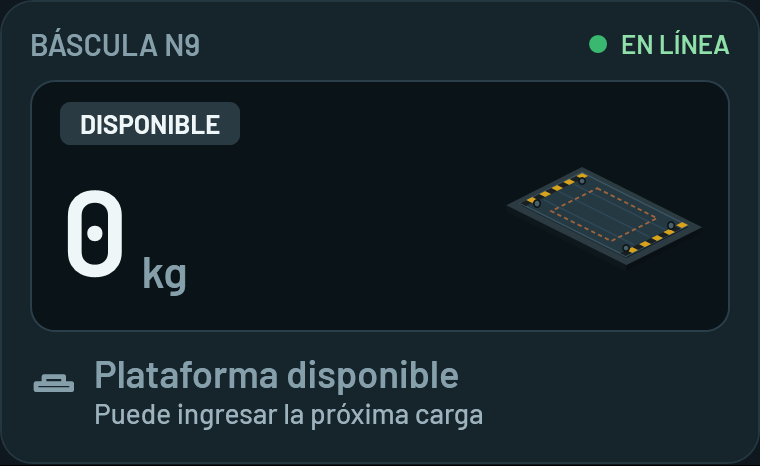 BÁSCULA N9
EN LÍNEA
DISPONIBLE
0 kg
Plataforma disponible
Puede ingresar la próxima carga